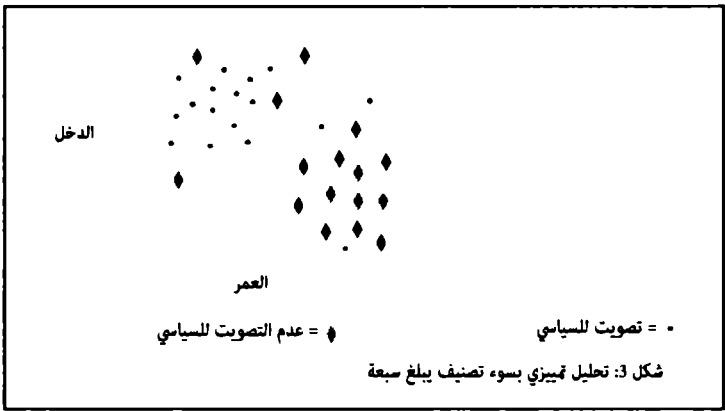 الدخل
العمر
• = تصويت للسياسي
♦ = عدم التصويت للسياسي
شكل 3: تحليل تمييزي بسوء تصنيف يبلغ سبعة